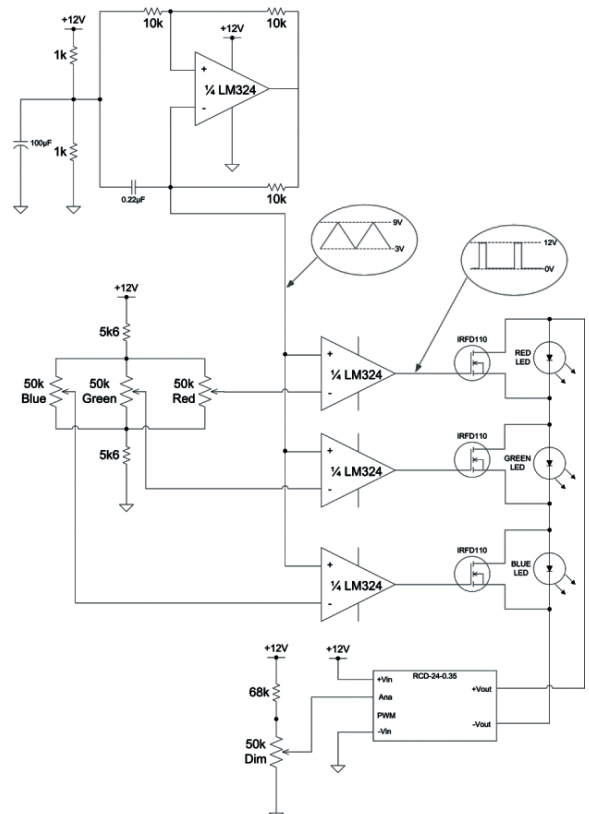 +12V
10k
10k
+12V
1k
+
¼ LM324
-
100µF
1k
0.22µF
10k
9V
3V
12V
0V
+12V
5k6
50k
Blue
50k
Green
50k
Red
5k6
+
¼ LM324
-
IRFD110
RED
LED
+
¼ LM324
-
IRFD110
GREEN
LED
+
¼ LM324
-
IRFD110
BLUE
LED
+12V
68k
50k
Dim
+12V
RCD-24-0.35
+Vin
Ana
PWM
-Vin
+Vout
-Vout